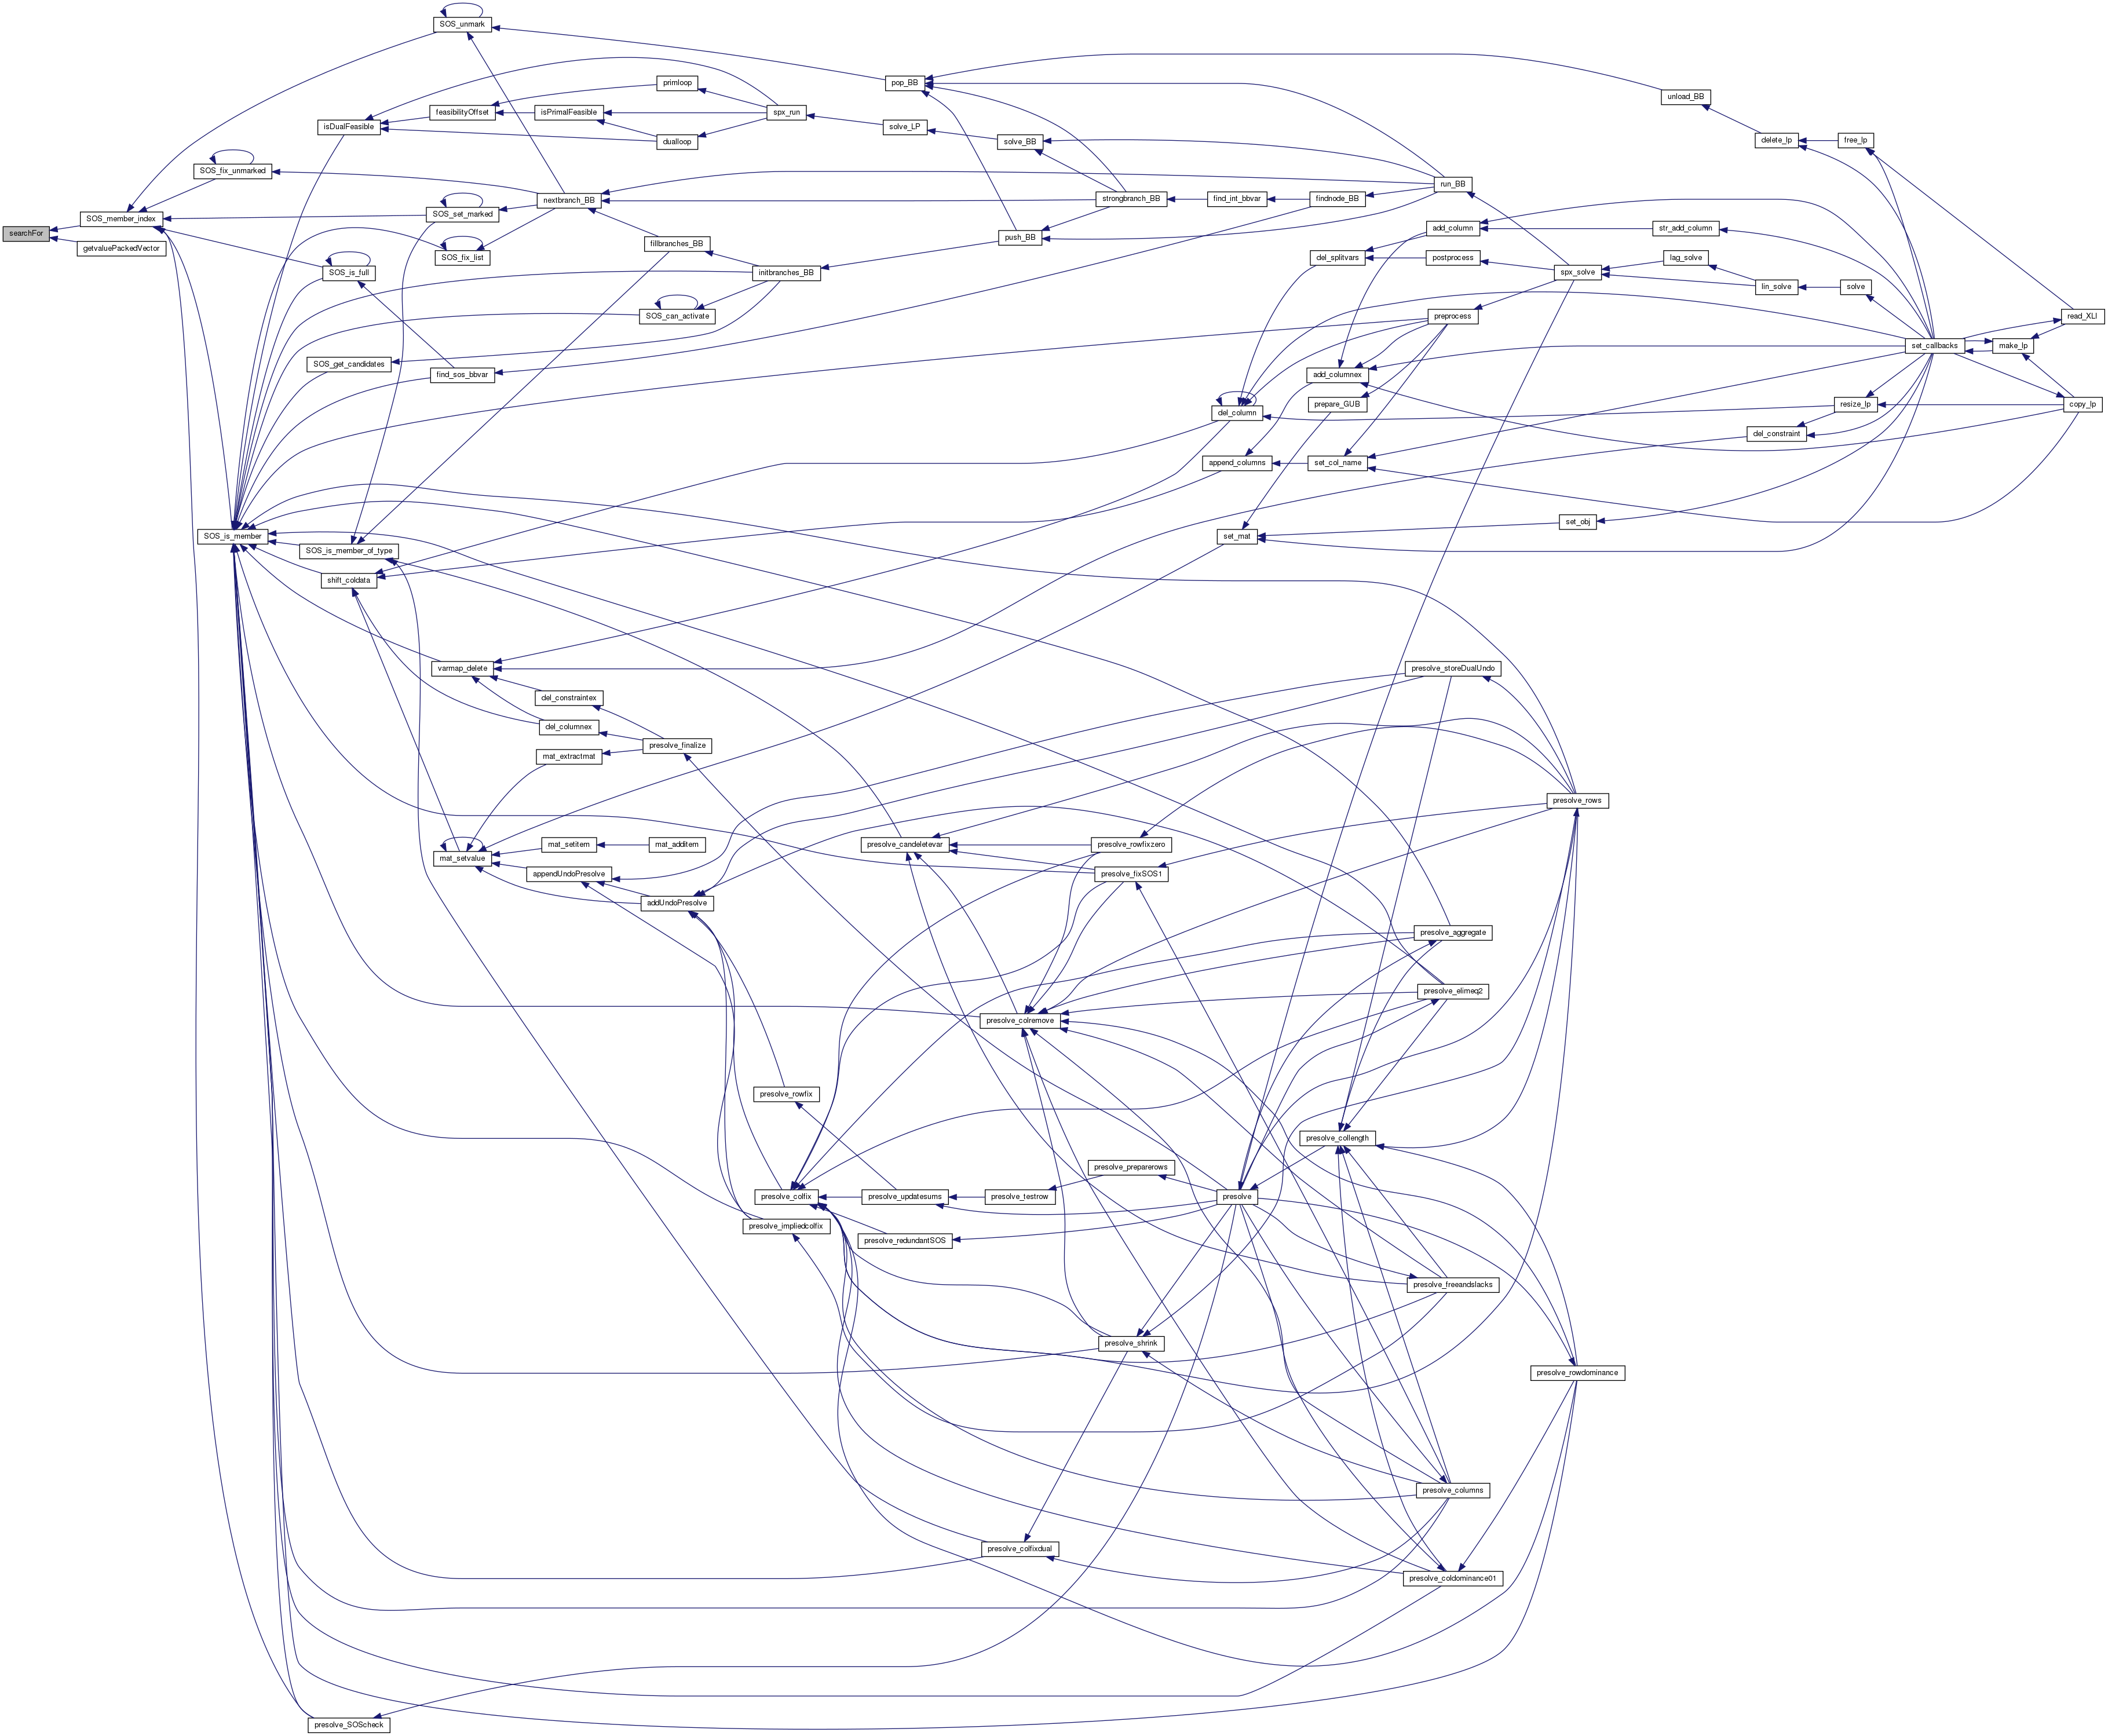 SOS_unmark
pop_BB
primloop
unload_BB
feasibilityOffset
isPrimalFeasible
spx_run
isDualFeasible
solve_LP
dualloop
solve_BB
delete_lp
free_lp
SOS_fix_unmarked
run_BB
nextbranch_BB
strongbranch_BB
find_int_bbvar
findnode_BB
SOS_set_marked
SOS_member_index
searchFor
getvaluePackedVector
add_column
str_add_column
push_BB
fillbranches_BB
SOS_fix_list
del_splitvars
postprocess
lag_solve
SOS_is_full
initbranches_BB
spx_solve
lin_solve
solve
SOS_can_activate
preprocess
read_XLI
set_callbacks
make_lp
SOS_get_candidates
find_sos_bbvar
add_columnex
prepare_GUB
resize_lp
copy_lp
del_column
del_constraint
append_columns
set_col_name
set_obj
SOS_is_member
set_mat
SOS_is_member_of_type
shift_coldata
varmap_delete
presolve_storeDualUndo
del_constraintex
del_columnex
presolve_finalize
mat_extractmat
presolve_rows
mat_setitem
mat_additem
presolve_candeletevar
presolve_rowfixzero
mat_setvalue
appendUndoPresolve
presolve_fixSOS1
addUndoPresolve
presolve_aggregate
presolve_elimeq2
presolve_colremove
presolve_rowfix
presolve_collength
presolve_preparerows
presolve_colfix
presolve_updatesums
presolve_testrow
presolve
presolve_impliedcolfix
presolve_redundantSOS
presolve_freeandslacks
presolve_shrink
presolve_rowdominance
presolve_columns
presolve_colfixdual
presolve_coldominance01
presolve_SOScheck